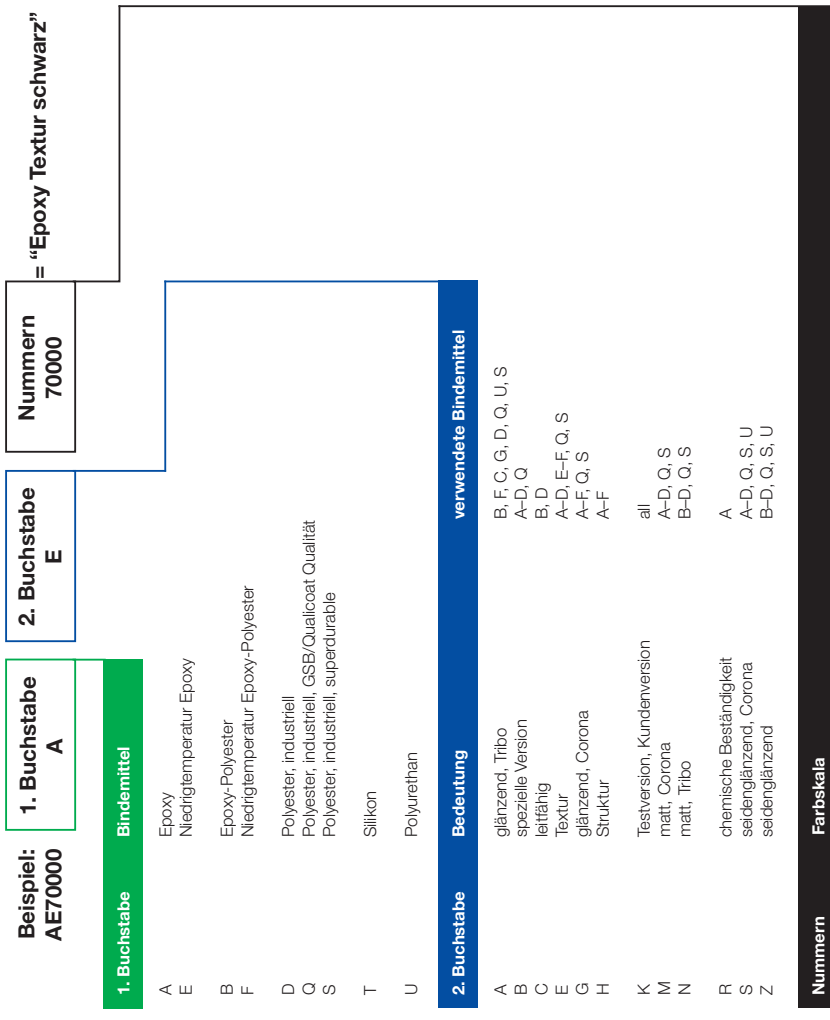 Beispiel: 1. Buchstabe 2. Buchstabe Nummern
AE70000 A E 70000 = “Epoxy Textur schwarz”
1. Buchstabe Bindemittel
A Epoxy
E Niedrigtemperatur Epoxy
B Epoxy-Polyester
F Niedrigtemperatur Epoxy-Polyester
D Polyester, industriell
Q Polyester, industriell, GSB/Qualicoat Qualität
S Polyester, industriell, superdurable
T Silikon
U Polyurethan
2. Buchstabe Bedeutung verwendete Bindemittel
A glänzend, Tribo B, F, C, G, D, Q, U, S
B spezielle Version A–D, Q
C leitfähig B, D
E Textur A–D, E–F, Q, S
G glänzend, Corona A–F, Q, S
H Struktur A–F
K Testversion, Kundenversion all
M matt, Corona A–D, Q, S
N matt, Tribo B–D, Q, S
R chemische Beständigkeit A
S seidenglänzend, Corona A–D, Q, S, U
Z seidenglänzend B–D, Q, S, U
Nummern Farbskala